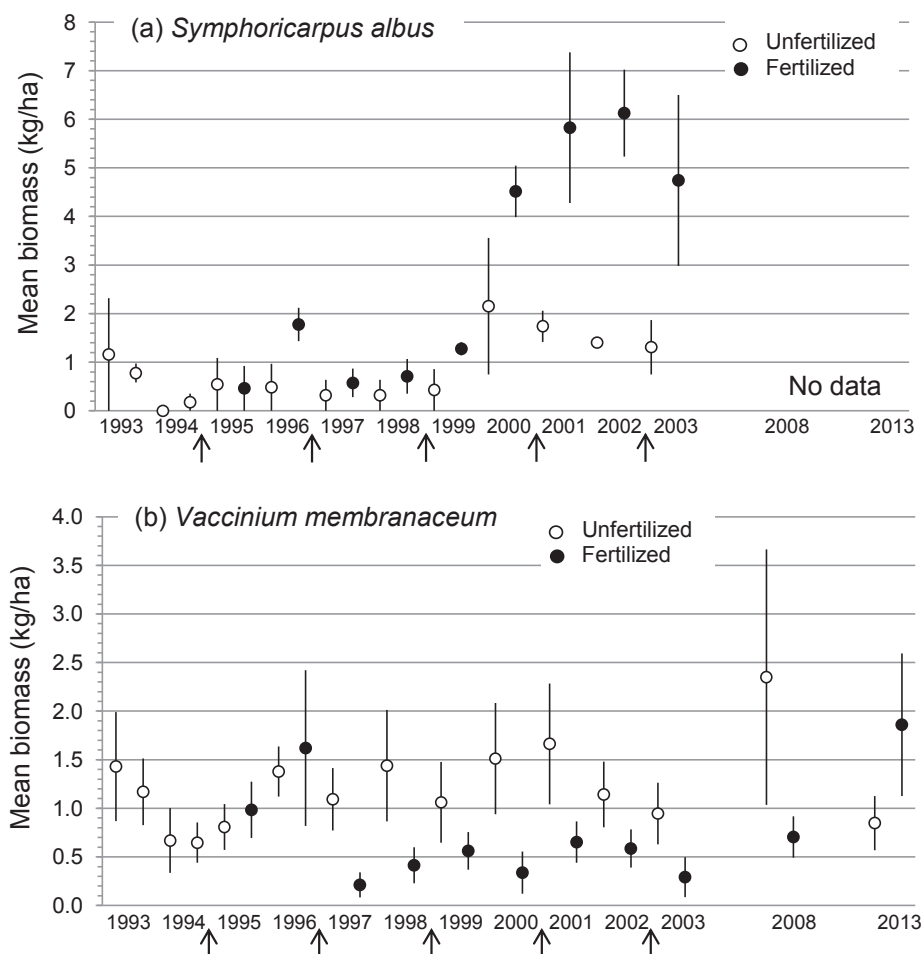 (a) Symphoricarpus albus
Unfertilized
Fertilized
Mean biomass (kg/ha)
8
7
6
5
4
3
2
1
0
No data
1993 1994 1995 1996 1997 1998 1999 2000 2001 2002 2003 2008 2013
(b) Vaccinium membranaceum
Unfertilized
Fertilized
Mean biomass (kg/ha)
4.0
3.5
3.0
2.5
2.0
1.5
1.0
0.5
0.0
1993 1994 1995 1996 1997 1998 1999 2000 2001 2002 2003 2008 2013